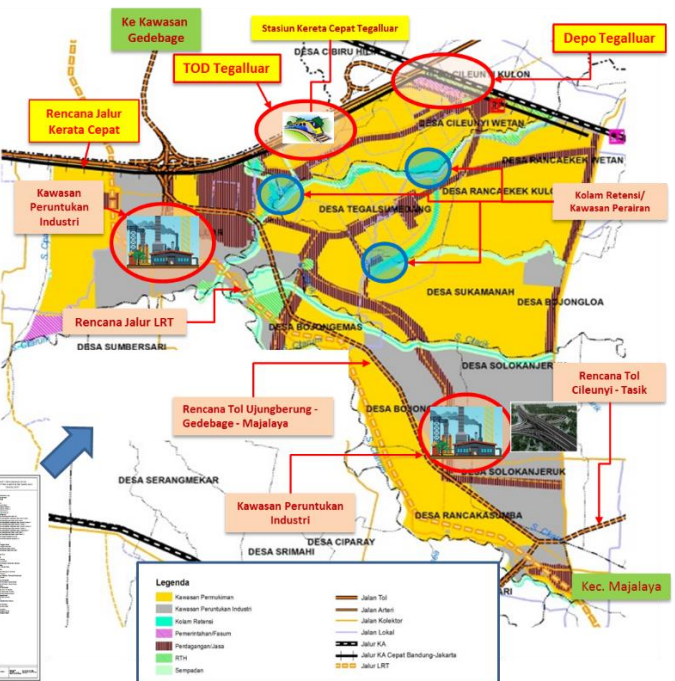 Ke Kawasan
Gedebage
Stasiun Kereta Cepat Tegalluar
Depo Tegalluar
TOD Tegalluar
DESA CIBIRU
KULON
Rencana Jalur
Kerata Cepat
DESA CILEUNYI WETAN
DESA RANCAEKEK WETAN
Kawasan
Peruntukan
Industri
DESA RANCAEKEK
DESA TEGALSUMEDANG
Kolam Retensi/
Kawasan Perairan
DESA SUKAMANAH
DESA BOJONGLOA
Rencana Jalur LRT
DESA BOJONGEMAS
DESA SUMBERSARI
DESA SOLOKANJERUK
Rencana Tol
Cileunyi - Tasik
Rencana Tol Ujungberung -
Gedebage - Majalaya
DESA SERANGMEKAR
DESA SOLOKANJERUK
Kawasan Peruntukan
Industri
DESA RANCAKASUMBA
DESA CIPARAY
DESA SRIMAHI
Kec. Majalaya
Legenda
Kawasan Permukiman
Kawasan Peruntukan Industri
Kolam Retensi
Pemerintahan/Fasum
Perdagangan/Jasa
RTH
Sempadan
Jalan Tol
Jalan Arteri
Jalan Kolektor
Jalan Lokal
Jalur KA
Jalur KA Cepat Bandung-Jakarta
Jalur LRT